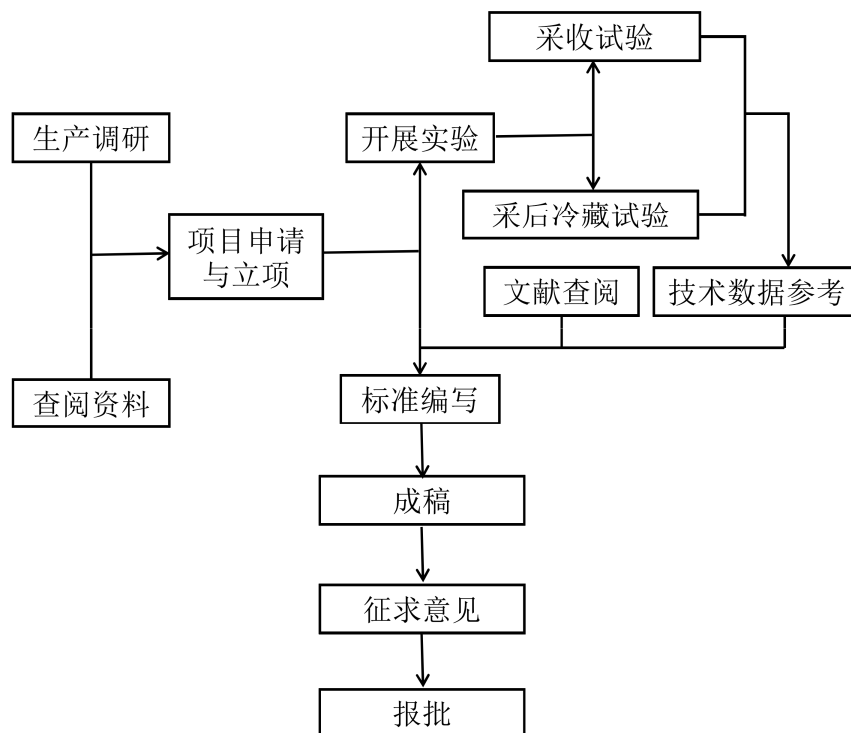 采收试验
生产调研
开展实验
采后冷藏试验
项目申请
与立项
文献查阅
技术数据参考
查阅资料
标准编写
成稿
征求意见
报批